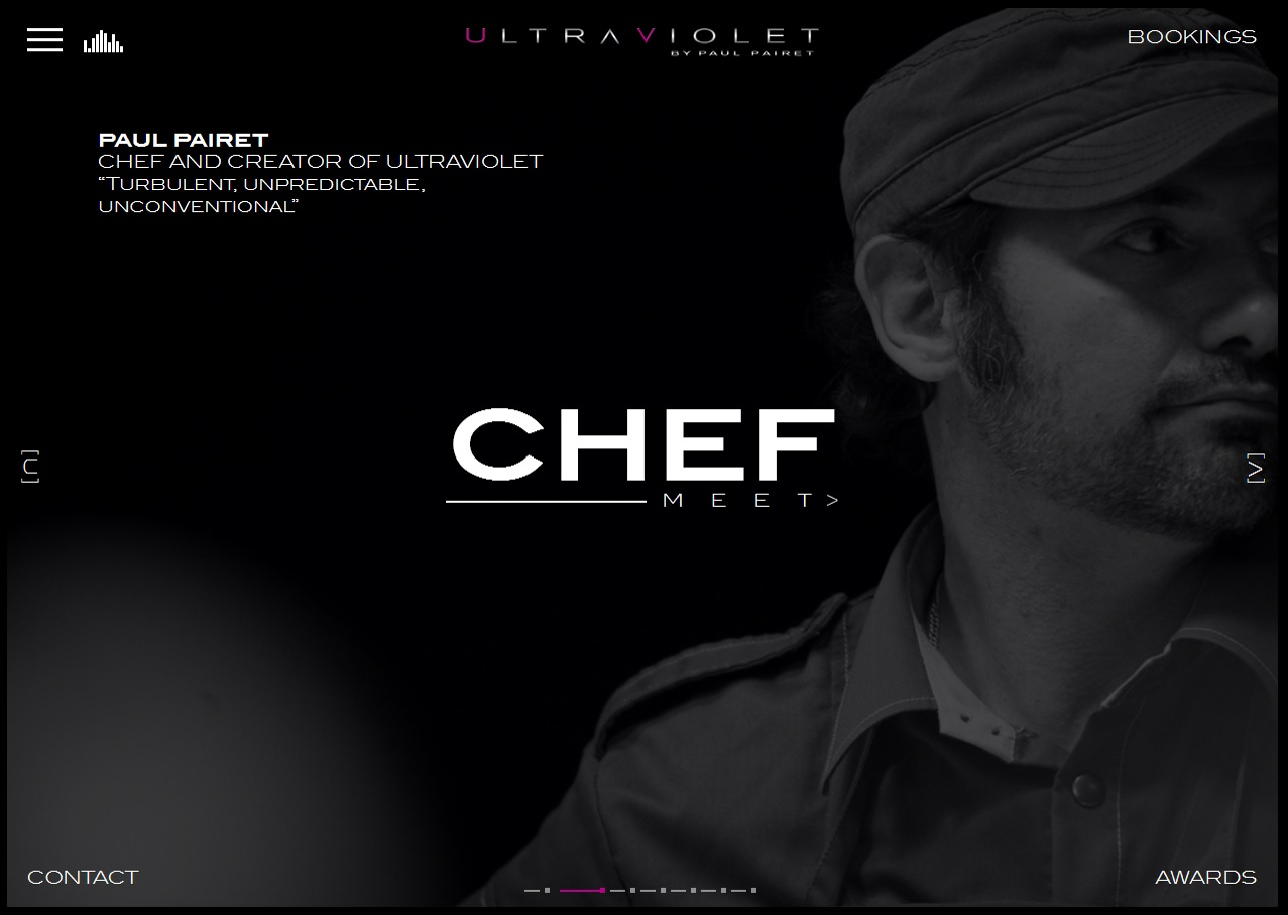 ULTRAVIOLET
BY PAUL PAIRET
BOOKINGS
PAUL PAIRET
CHEF AND CREATOR OF ULTRAVIOLET
“TURBULENT, UNPREDICTABLE,
UNCONVENTIONAL”
[U]
CHEF
MEET>
[V]
CONTACT
AWARDS